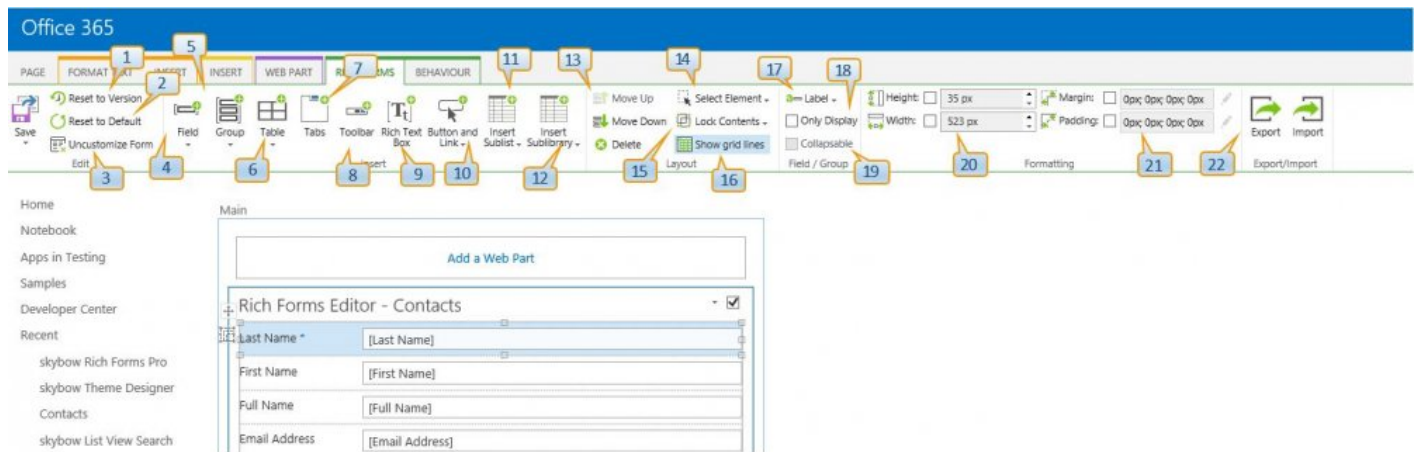 Office 365
5
1
2
7
11
13
14
17
18
PAGE FORMAT TEXT INSERT INSERT WEB PART BEHAVIOUR
Save
Reset to Version
Reset to Default
Uncustomize Form
Edit
Field
Group
Table
Tabs
Toolbar
Rich Text Box
Button and Link
Insert Sublist
Insert Sublibrary
Insert
Move Up
Move Down
Delete
Select Element
Lock Contents
Show grid lines
Layout
Label
Only Display
Collapsable
Field / Group
Height: 35 px
Width: 523 px
Margin: 0px; 0px; 0px; 0px
Padding: 0px; 0px; 0px; 0px
Formatting
Export
Import
Export/Import
3
4
6
8
9
10
12
15
16
19
20
21
22
Home
Notebook
Apps in Testing
Samples
Developer Center
Recent
skybow Rich Forms Pro
skybow Theme Designer
Contacts
skybow List View Search
Main
Add a Web Part
Rich Forms Editor - Contacts
Last Name * [Last Name]
First Name [First Name]
Full Name [Full Name]
Email Address [Email Address]